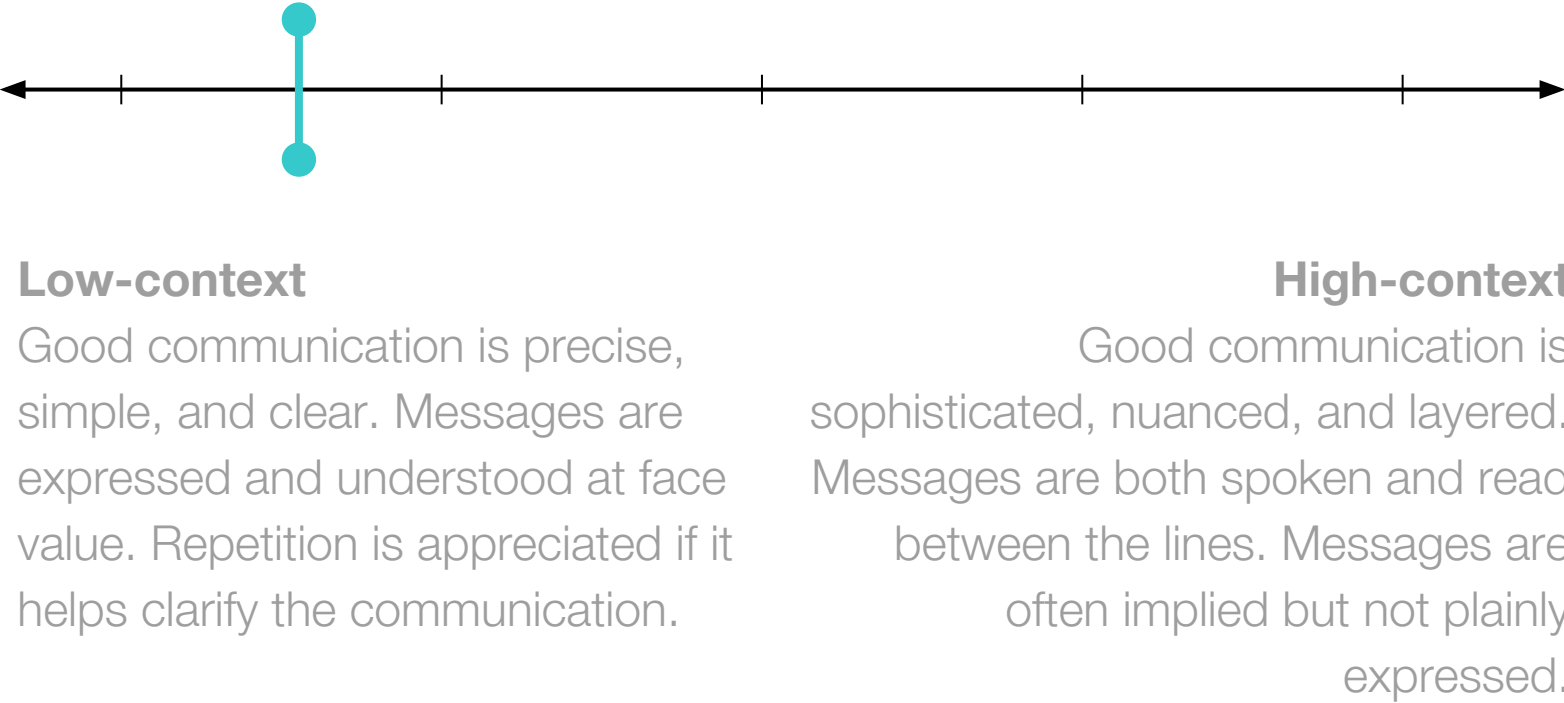 Low-context
Good communication is precise,
simple, and clear. Messages are
expressed and understood at face
value. Repetition is appreciated if it
helps clarify the communication.
High-context
Good communication is
sophisticated, nuanced, and layered.
Messages are both spoken and read
between the lines. Messages are
often implied but not plainly
expressed.